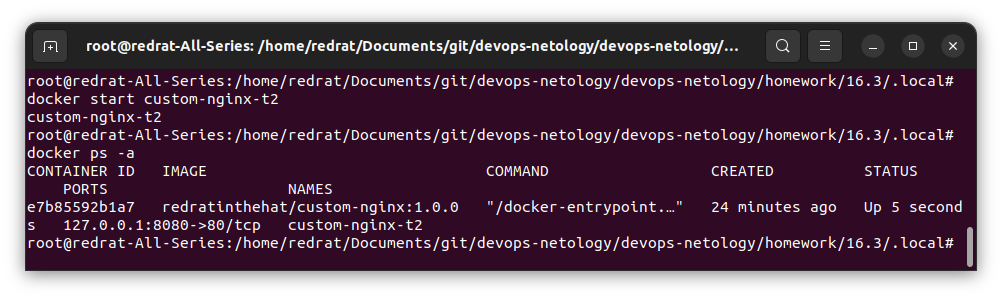 root@redrat-All-Series: /home/redrat/Documents/git/devops-netology/devops-netology/…
root@redrat-All-Series:/home/redrat/Documents/git/devops-netology/devops-netology/homework/16.3/.local#
docker start custom-nginx-t2
custom-nginx-t2
root@redrat-All-Series:/home/redrat/Documents/git/devops-netology/devops-netology/homework/16.3/.local#
docker ps -a
CONTAINER ID   IMAGE                              COMMAND                  CREATED          STATUS
    PORTS                    NAMES
e7b85592b1a7   redratinthehat/custom-nginx:1.0.0   "/docker-entrypoint.…"   24 minutes ago   Up 5 second
s   127.0.0.1:8080->80/tcp   custom-nginx-t2
root@redrat-All-Series:/home/redrat/Documents/git/devops-netology/devops-netology/homework/16.3/.local#